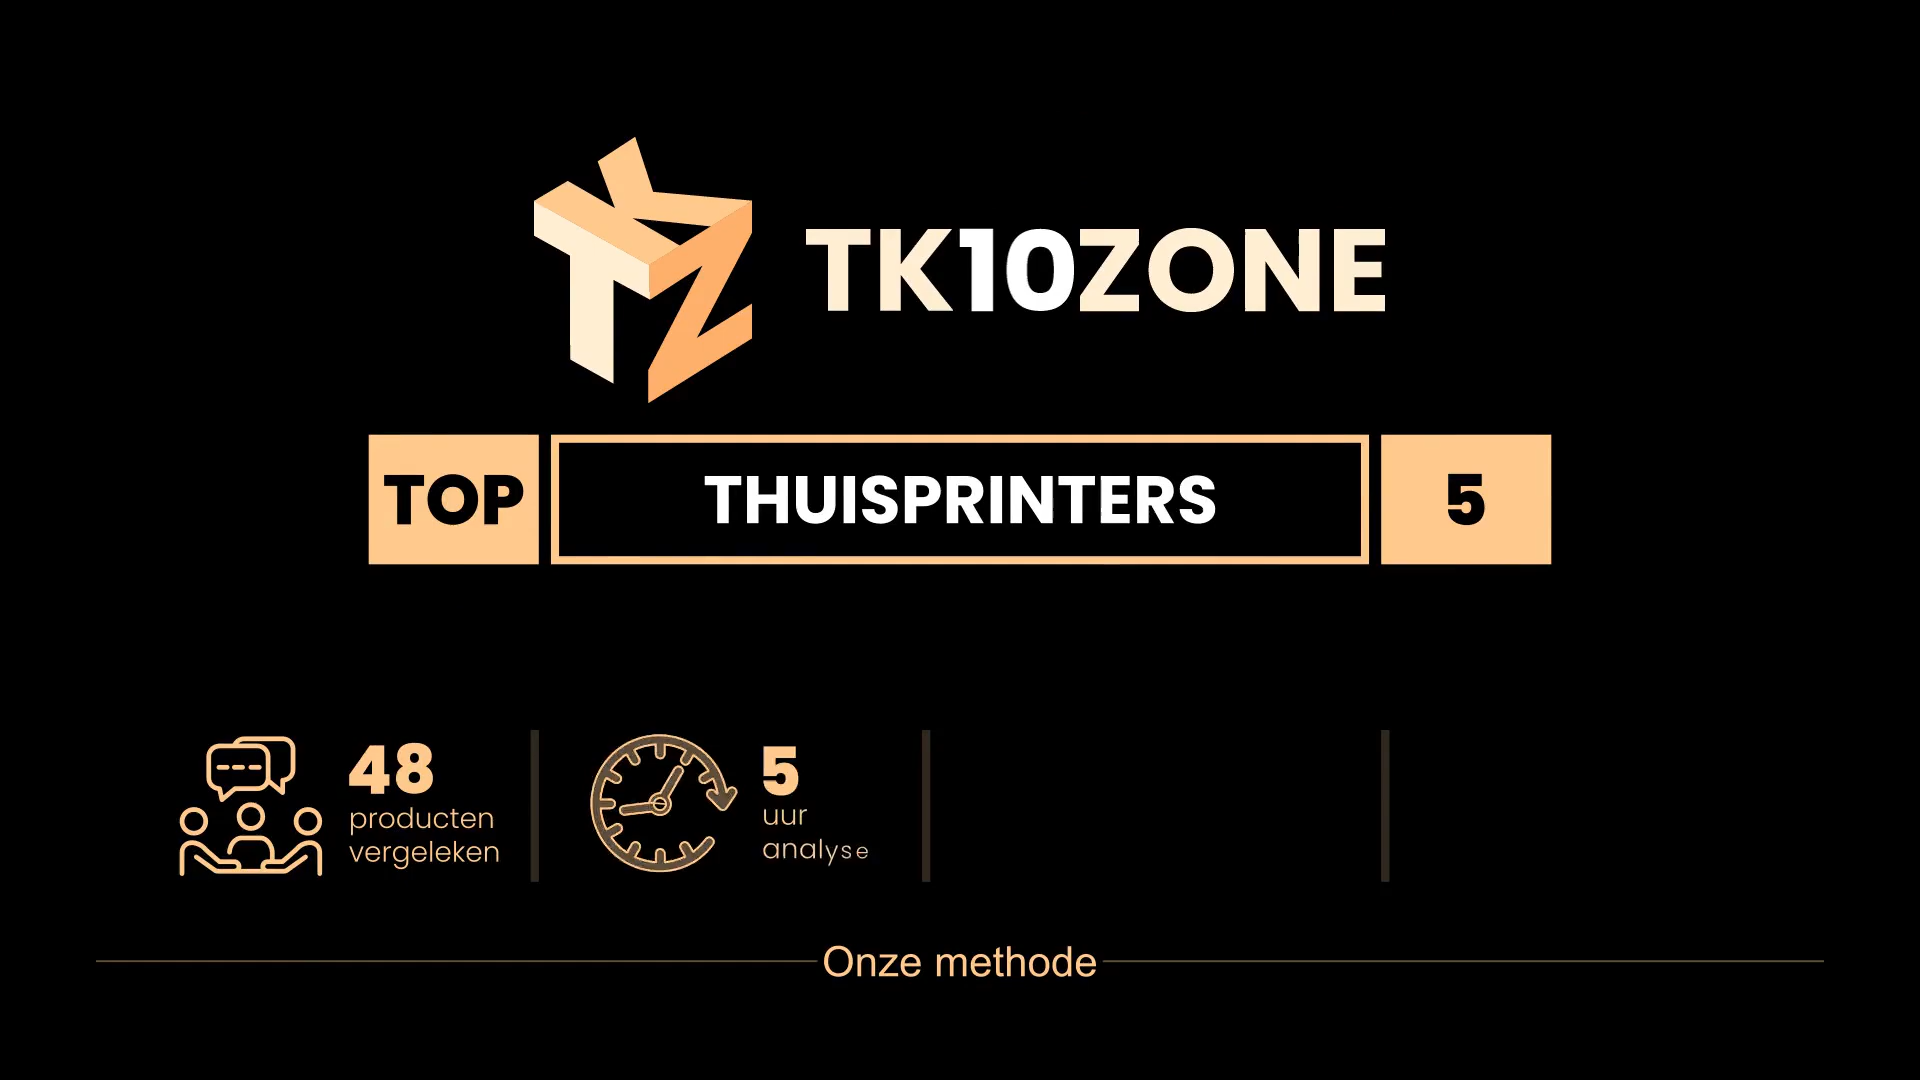 TK10ZONE
TOP
THUISPRINTERS
5
48
producten
vergeleken
5
uur
analyse
Onze methode